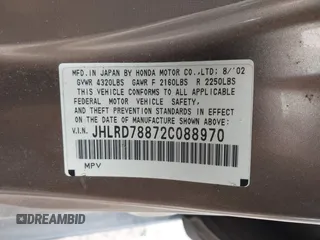 MFD. IN JAPAN BY HONDA MOTOR CO.,LTD: 8/'02
GVWR 4320LBS GAWR F 2160LBS R 2250LBS
THIS VEHICLE CONFORMS TO ALL APPLICABLE
FEDERAL MOTOR VEHICLE SAFETY, BUMPER,
AND THEFT PREVENTION STANDARDS IN EFFECT
ON THE DATE OF MANUFACTURE SHOWN ABOVE.
V.I.N. JHLRD78872C088970
MPV
DREAMBID